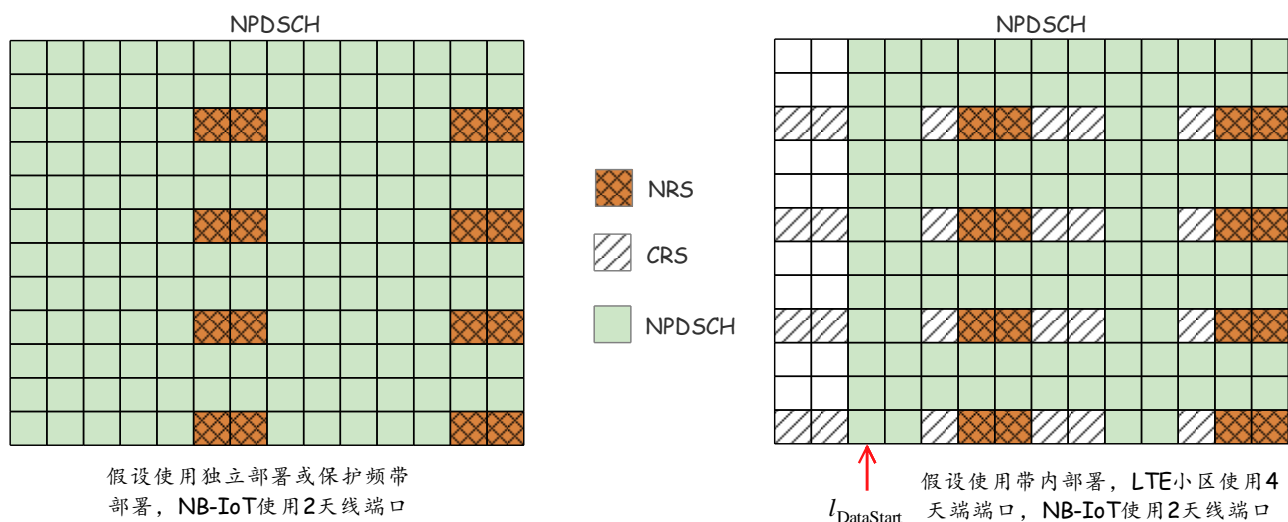 NPDSCH
NPDSCH
NRS
CRS
NPDSCH
假设使用独立部署或保护频带
部署，NB-IoT使用2天线端口
l_DataStart
假设使用带内部署，LTE小区使用4
天端端口，NB-IoT使用2天线端口